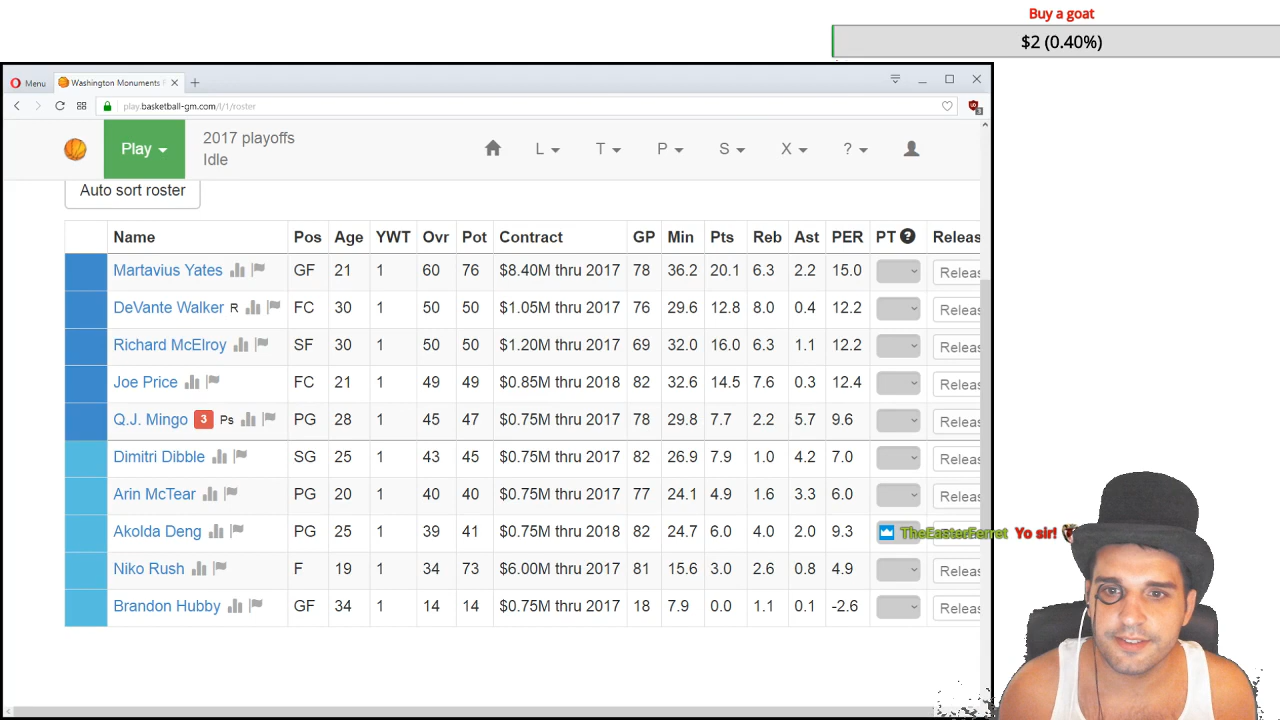 Buy a goat
$2 (0.40%)
Menu
Washington Monuments
play.basketball-gm.com/l/1/roster
3
Play
2017 playoffs
Idle
L T P S X ?
Auto sort roster
Name Pos Age YWT Ovr Pot Contract GP Min Pts Reb Ast PER PT ? Releas
Martavius Yates GF 21 1 60 76 $8.40M thru 2017 78 36.2 20.1 6.3 2.2 15.0 Releas
DeVante Walker R FC 30 1 50 50 $1.05M thru 2017 76 29.6 12.8 8.0 0.4 12.2 Releas
Richard McElroy SF 30 1 50 50 $1.20M thru 2017 69 32.0 16.0 6.3 1.1 12.2 Releas
Joe Price FC 21 1 49 49 $0.85M thru 2018 82 32.6 14.5 7.6 0.3 12.4 Releas
Q.J. Mingo 3 Ps PG 28 1 45 47 $0.75M thru 2017 78 29.8 7.7 2.2 5.7 9.6 Releas
Dimitri Dibble SG 25 1 43 45 $0.75M thru 2017 82 26.9 7.9 1.0 4.2 7.0 Releas
Arin McTear PG 20 1 40 40 $0.75M thru 2017 77 24.1 4.9 1.6 3.3 6.0 Releas
Akolda Deng PG 25 1 39 41 $0.75M thru 2018 82 24.7 6.0 4.0 2.0 9.3
TheEasterFerret Yo sir!
Niko Rush F 19 1 34 73 $6.00M thru 2017 81 15.6 3.0 2.6 0.8 4.9 Releas
Brandon Hubby GF 34 1 14 14 $0.75M thru 2017 18 7.9 0.0 1.1 0.1 -2.6 Releas